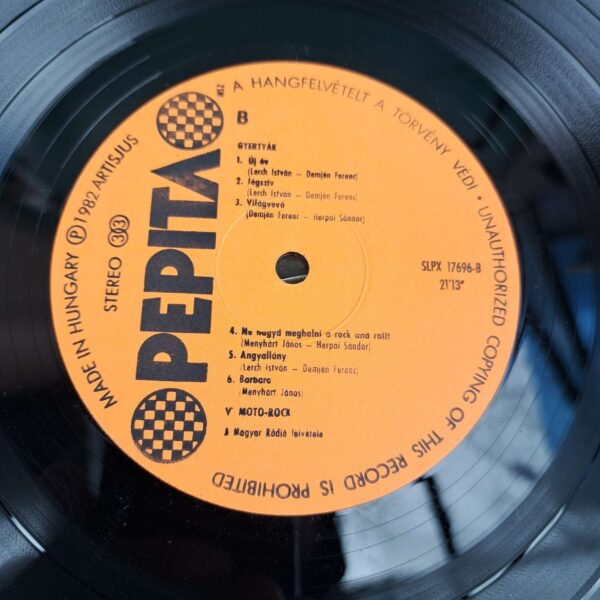 MSZ A HANGFELVÉTELT A TÖRVÉNY VÉDI • UNAUTHORIZED COPYING OF THIS RECORD IS PROHIBITED
MADE IN HUNGARY Ⓟ 1982 ARTISJUS
STEREO 33
PEPITA
B
GYERTYÁK
1. Új év
(Lerch István – Demjén Ferenc)
2. Jégszív
(Lerch István – Demjén Ferenc)
3. Világvevő
(Demjén Ferenc – Herpai Sándor)
SLPX 17696-B
21'13"
4. Ne hagyd meghalni a rock and rollt
(Menyhárt János – Herpai Sándor)
5. Angyallány
(Lerch István – Demjén Ferenc)
6. Barbara
(Menyhárt János)
V' MOTO-ROCK
A Magyar Rádió felvétele